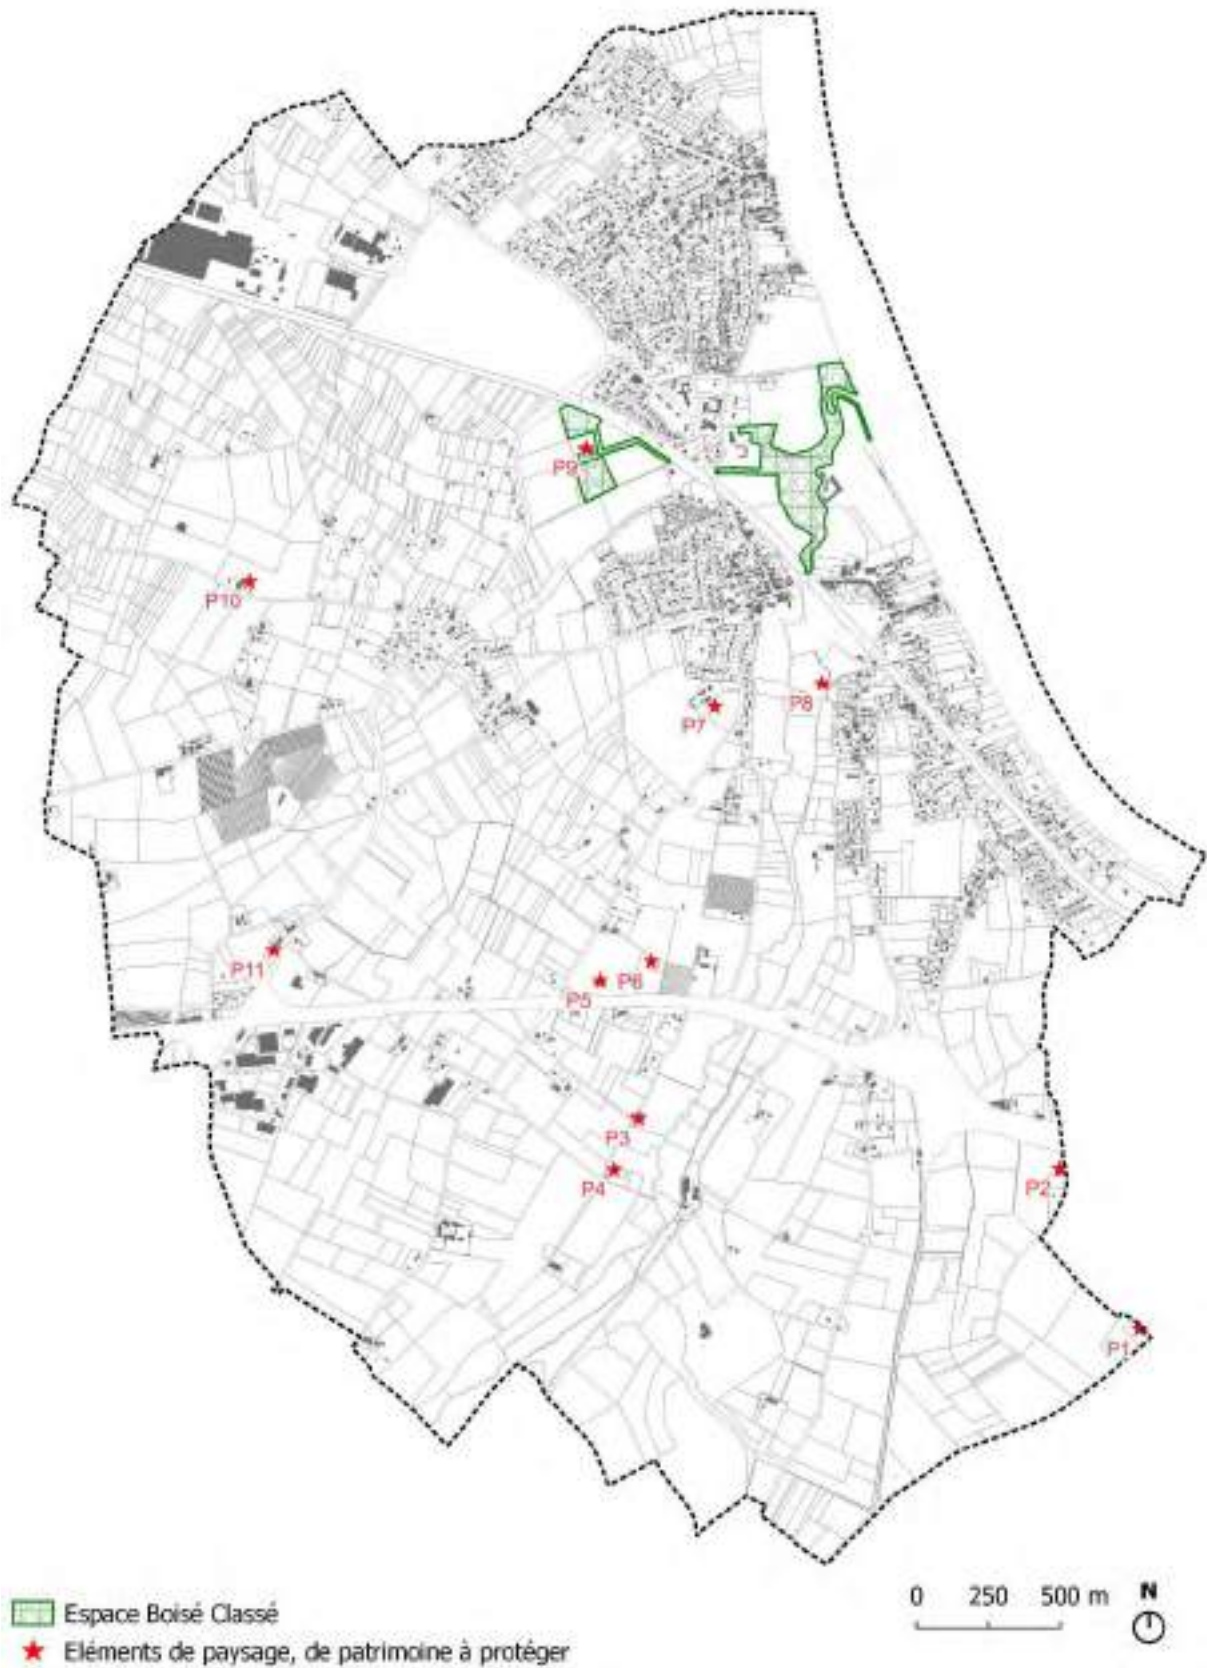 P9
P10
P8
P7
P11
P6
P5
P3
P4
P2
P1
Espace Boisé Classé
Eléments de paysage, de patrimoine à protéger
0 250 500 m
N